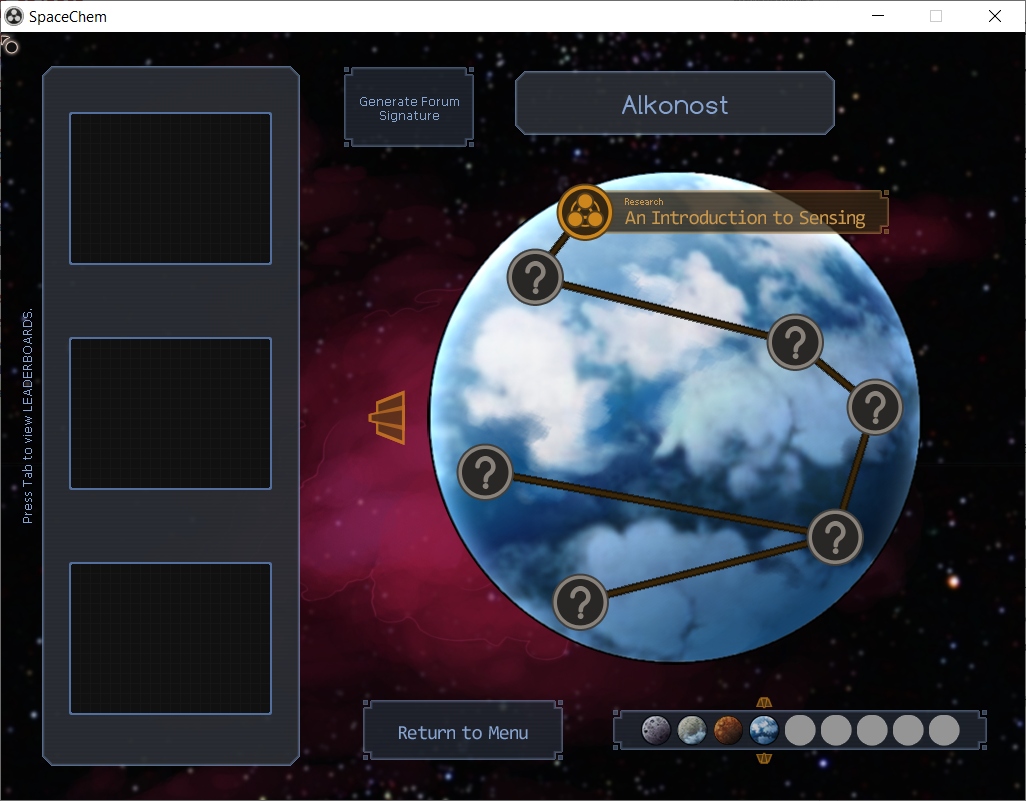 SpaceChem
Generate Forum
Signature
Alkonost
Research
An Introduction to Sensing
?
?
?
?
?
?
Press Tab to view LEADERBOARDS.
Return to Menu